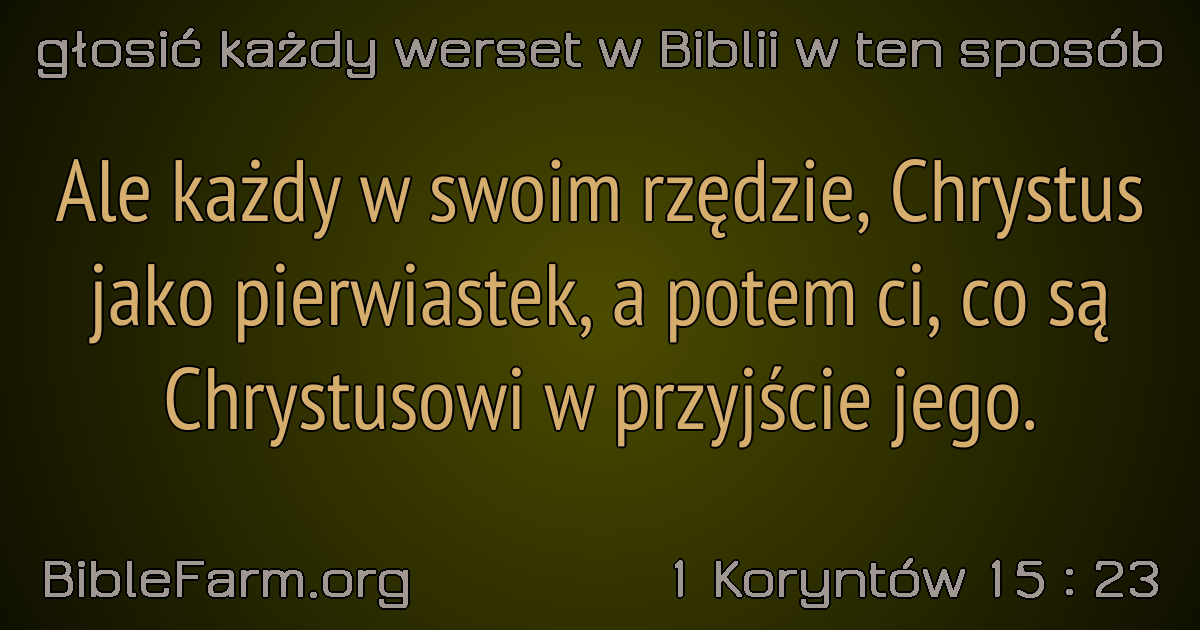 głosić każdy werset w Biblii w ten sposób
Ale każdy w swoim rzędzie, Chrystus
jako pierwiastek, a potem ci, co są
Chrystusowi w przyjście jego.
BibleFarm.org
1 Koryntów 15 : 23